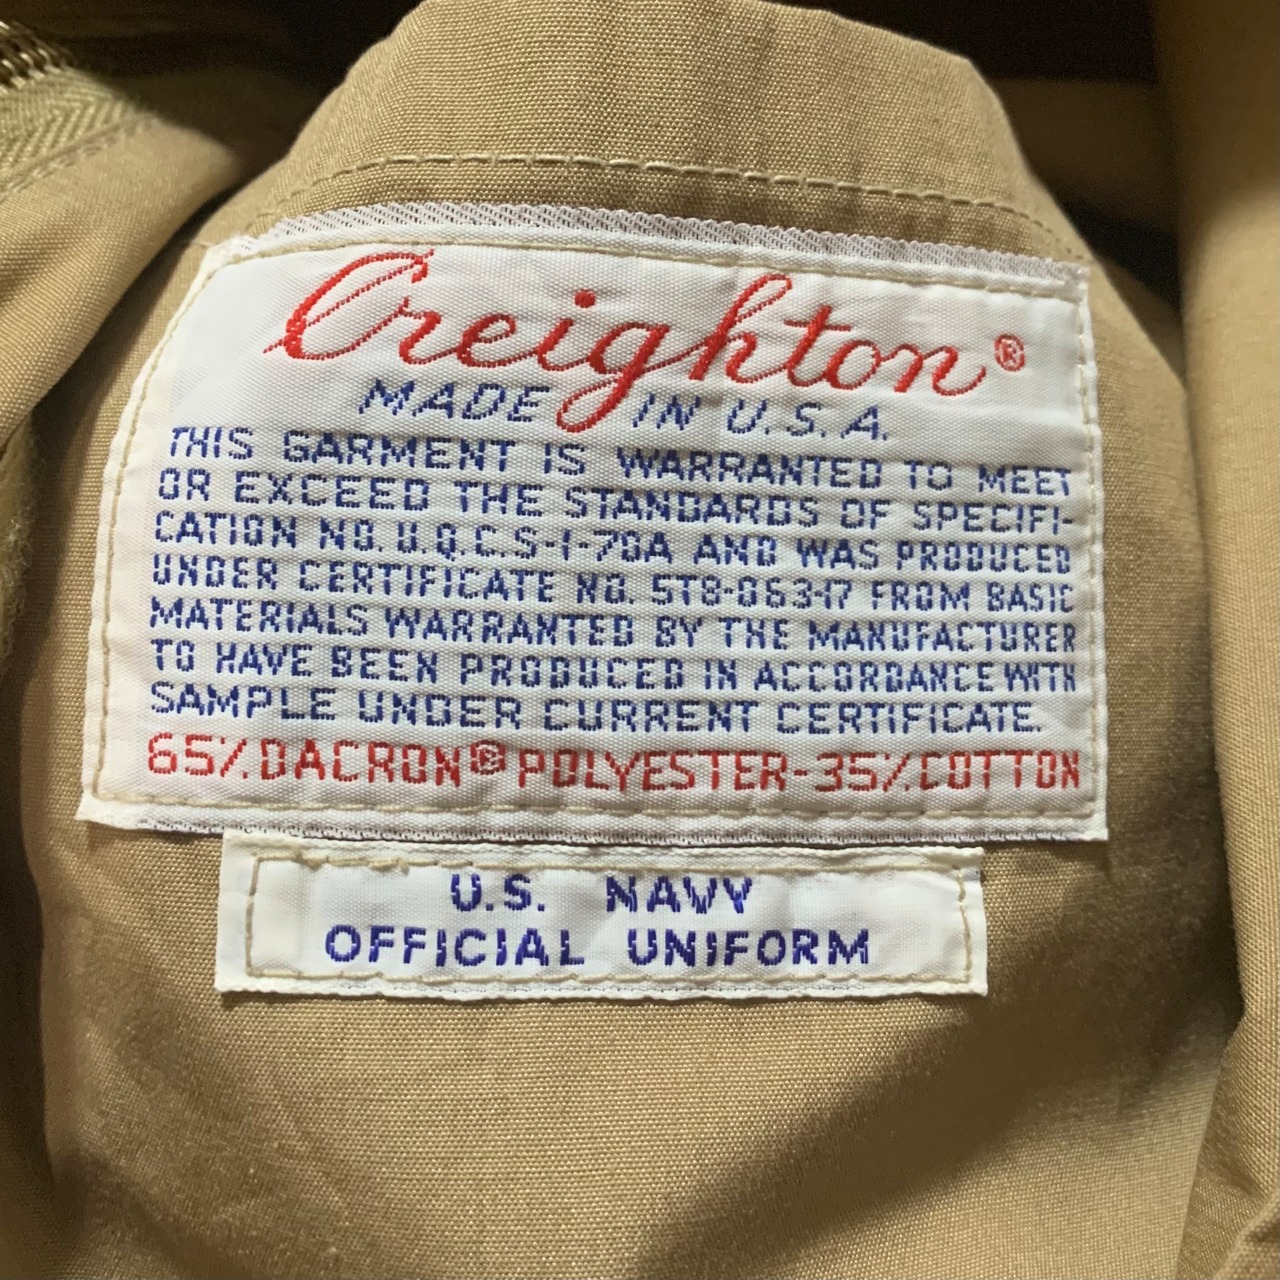 Creighton®
MADE IN U.S.A.
THIS GARMENT IS WARRANTED TO MEET
OR EXCEED THE STANDARDS OF SPECIFI-
CATION NO. U.Q.C.S-1-70A AND WAS PRODUCED
UNDER CERTIFICATE NO. 5T8-063-17 FROM BASIC
MATERIALS WARRANTED BY THE MANUFACTURER
TO HAVE BEEN PRODUCED IN ACCORDANCE WITH
SAMPLE UNDER CURRENT CERTIFICATE.
65% DACRON® POLYESTER-35% COTTON
U.S. NAVY
OFFICIAL UNIFORM